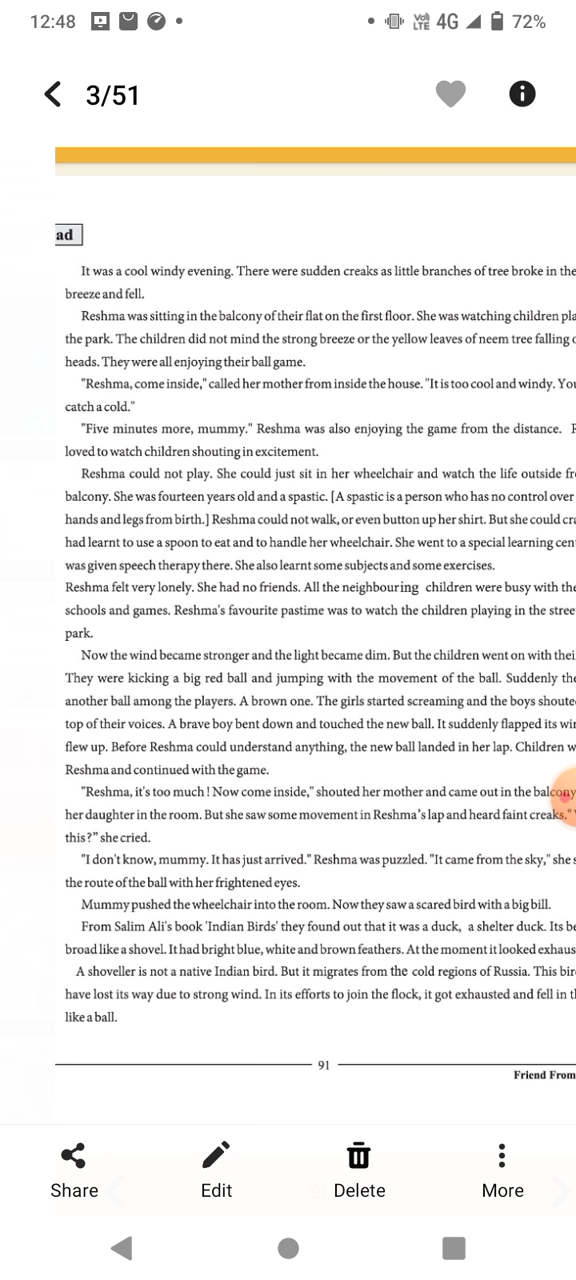 12:48 VoD LTE 4G 72%
3/51
ad
It was a cool windy evening. There were sudden creaks as little branches of tree broke in the
breeze and fell.
Reshma was sitting in the balcony of their flat on the first floor. She was watching children
the park. The children did not mind the strong breeze or the yellow leaves of neem tree falling
heads. They were all enjoying their ball game.
"Reshma, come inside," called her mother from inside the house. "It is too cool and windy.
catch a cold."
"Five minutes more, mummy." Reshma was also enjoying the game from the distance.
loved to watch children shouting in excitement.
Reshma could not play. She could just sit in her wheelchair and watch the life outside
balcony. She was fourteen years old and a spastic. [A spastic is a person who has no control over
hands and legs from birth.] Reshma could not walk, or even button up her shirt. But she could
had learnt to use a spoon to eat and to handle her wheelchair. She went to a special learning
was given speech therapy there. She also learnt some subjects and some exercises.
Reshma felt very lonely. She had no friends. All the neighbouring children were busy with
schools and games. Reshma's favourite pastime was to watch the children playing in the
park.
Now the wind became stronger and the light became dim. But the children went on with
They were kicking a big red ball and jumping with the movement of the ball. Suddenly
another ball among the players. A brown one. The girls started screaming and the boys
top of their voices. A brave boy bent down and touched the new ball. It suddenly flapped its
flew up. Before Reshma could understand anything, the new ball landed in her lap. Children
Reshma and continued with the game.
"Reshma, it's too much! Now come inside," shouted her mother and came out in the balcony
her daughter in the room. But she saw some movement in Reshma's lap and heard faint creaks."
this?" she cried.
"I don't know, mummy. It has just arrived." Reshma was puzzled. "It came from the sky," she
the route of the ball with her frightened eyes.
Mummy pushed the wheelchair into the room. Now they saw a scared bird with a big bill.
From Salim Ali's book 'Indian Birds' they found out that it was a duck, a shelter duck. Its
broad like a shovel. It had bright blue, white and brown feathers. At the moment it looked
A shoveller is not a native Indian bird. But it migrates from the cold regions of Russia. This
have lost its way due to strong wind. In its efforts to join the flock, it got exhausted and fell in
like a ball.
91
Friend From
Share Edit Delete More